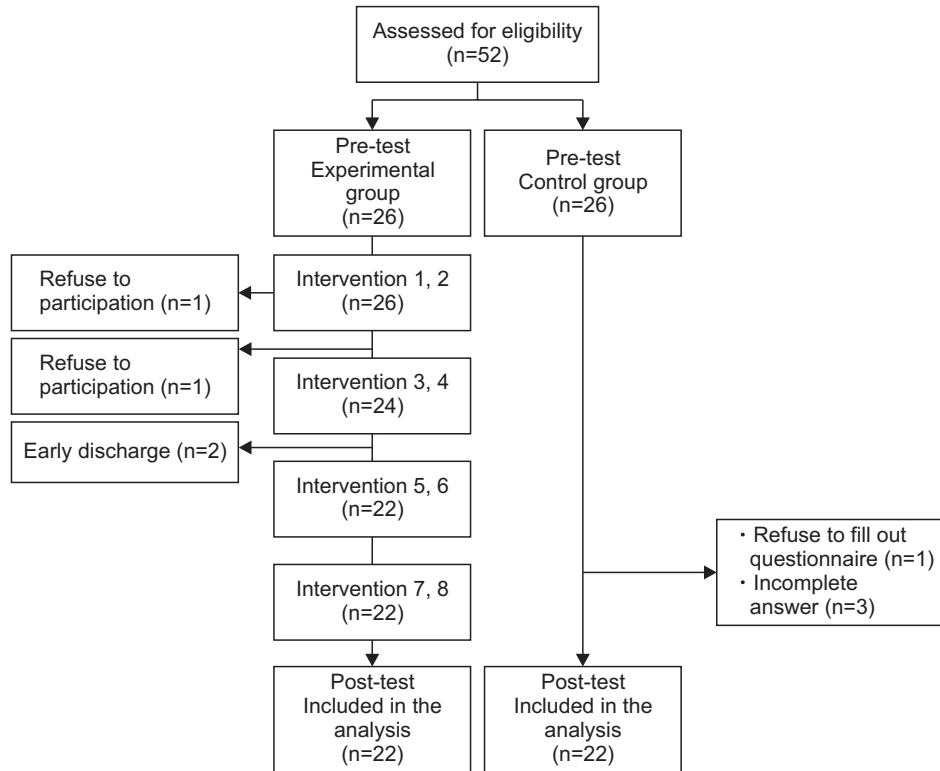 Assessed for eligibility
(n=52)
Pre-test
Experimental
group
(n=26)
Pre-test
Control group
(n=26)
Refuse to
participation (n=1)
Intervention 1, 2
(n=26)
Refuse to
participation (n=1)
Intervention 3, 4
(n=24)
Early discharge (n=2)
Intervention 5, 6
(n=22)
・Refuse to fill out
questionnaire (n=1)
・Incomplete
answer (n=3)
Intervention 7, 8
(n=22)
Post-test
Included in the
analysis
(n=22)
Post-test
Included in the
analysis
(n=22)